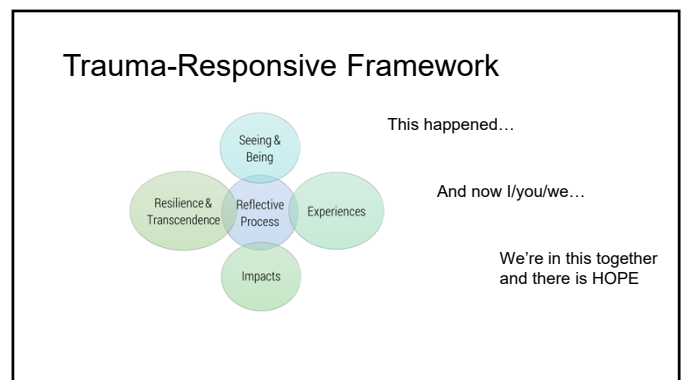 Trauma-Responsive Framework
This happened…
Seeing &
Being
And now I/you/we…
Resilience &
Transcendence
Reflective
Process
Experiences
We're in this together
and there is HOPE
Impacts